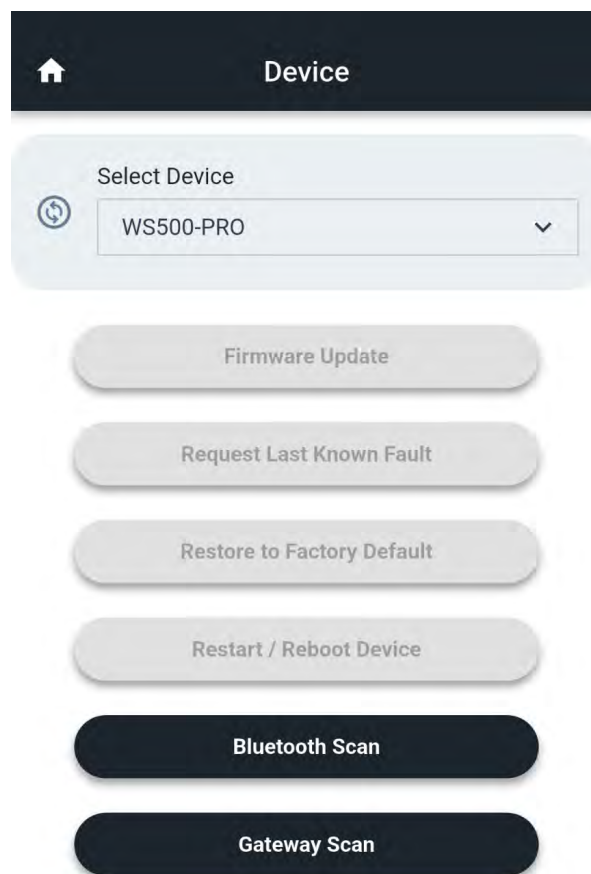 Device
Select Device
WS500-PRO
Firmware Update
Request Last Known Fault
Restore to Factory Default
Restart / Reboot Device
Bluetooth Scan
Gateway Scan